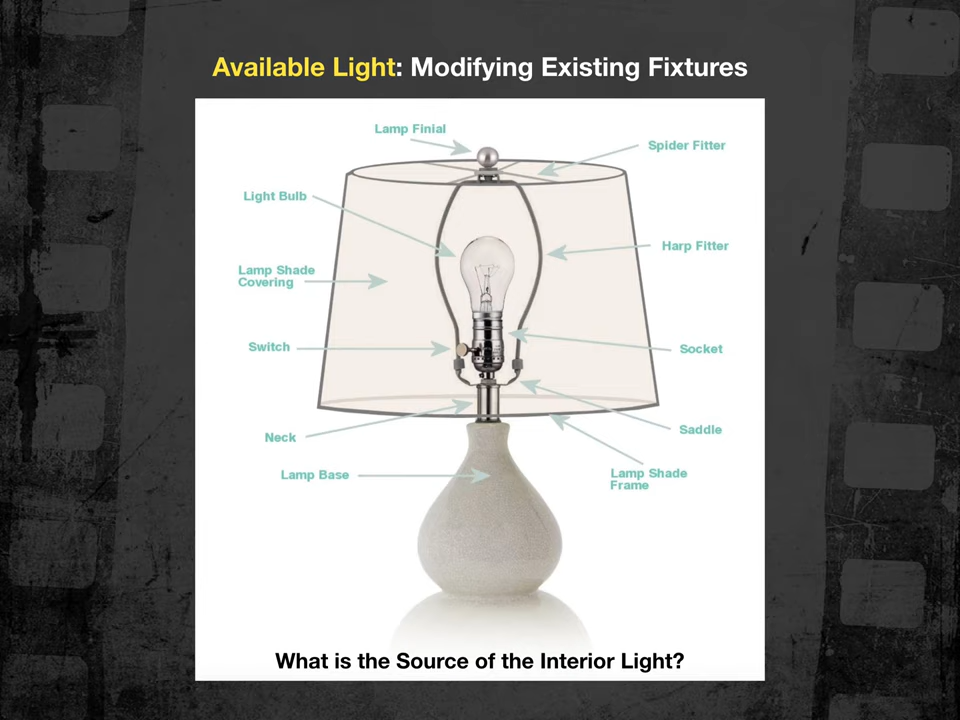 Available Light: Modifying Existing Fixtures
Lamp Finial
Spider Fitter
Light Bulb
Harp Fitter
Lamp Shade
Covering
Switch
Socket
Saddle
Neck
Lamp Base
Lamp Shade
Frame
What is the Source of the Interior Light?